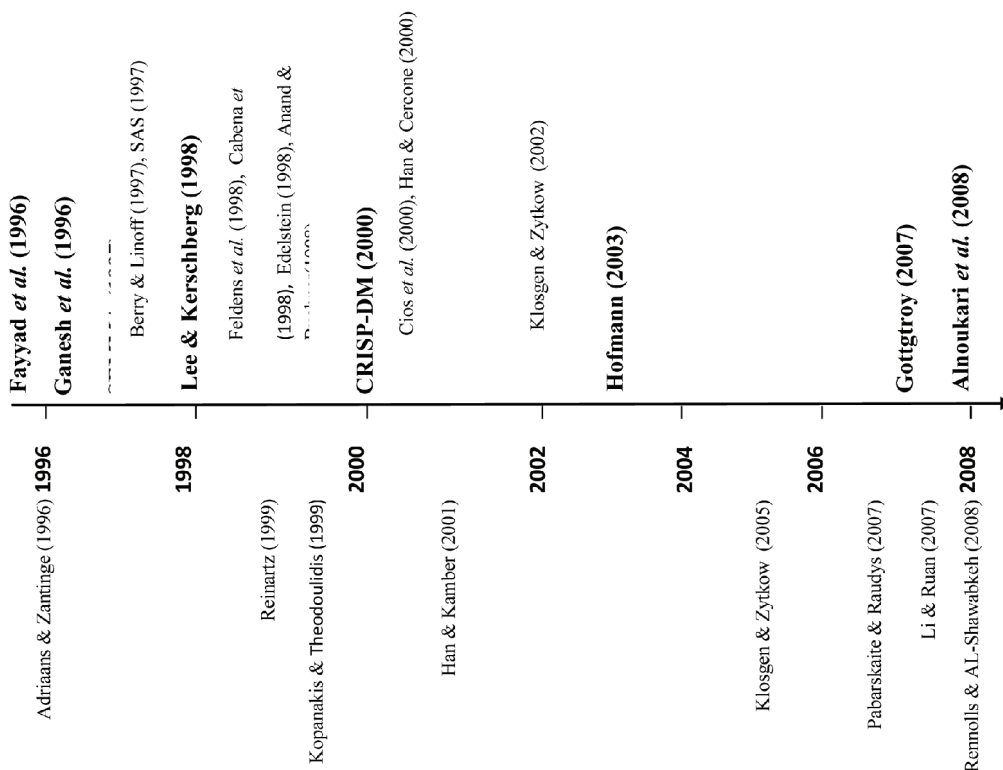 Fayyad et al. (1996)
Ganesh et al. (1996)
Berry & Linoff (1997), SAS (1997)
Lee & Kerschberg (1998)
Feldens et al. (1998), Cabena et
(1998), Edelstein (1998), Anand &
CRISP-DM (2000)
Cios et al. (2000), Han & Cercone (2000)
Klosgen & Zytkow (2002)
Hofmann (2003)
Gottgtroy (2007)
Alnoukari et al. (2008)
1996
1998
2000
2002
2004
2006
2008
Adriaans & Zantinge (1996)
Reinartz (1999)
Kopanakis & Theodoulidis (1999)
Han & Kamber (2001)
Klosgen & Zytkow (2005)
Pabarskaite & Raudys (2007)
Li & Ruan (2007)
Rennolls & AL-Shawabkeh (2008)